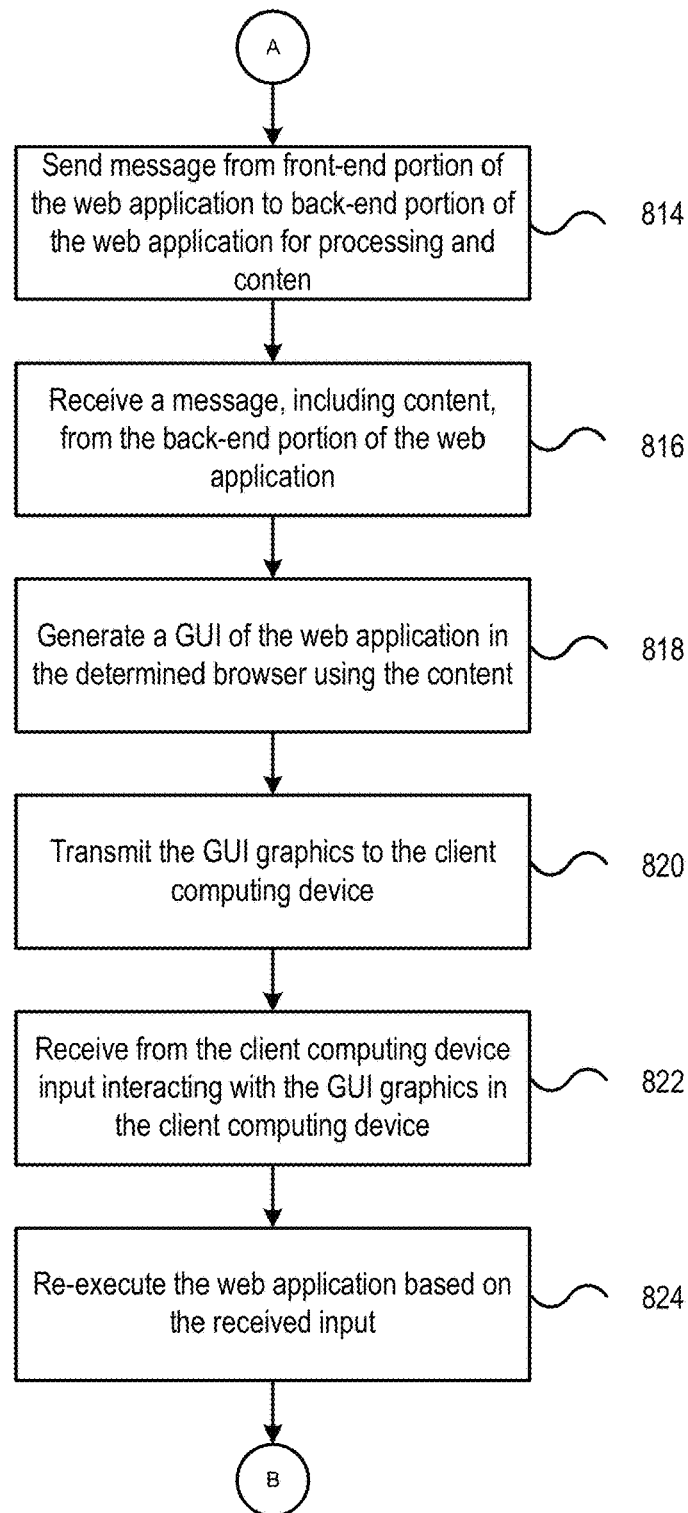 A
Send message from front-end portion of
the web application to back-end portion of
the web application for processing and
conten
814
Receive a message, including content,
from the back-end portion of the web
application
816
Generate a GUI of the web application in
the determined browser using the content
818
Transmit the GUI graphics to the client
computing device
820
Receive from the client computing device
input interacting with the GUI graphics in
the client computing device
822
Re-execute the web application based on
the received input
824
B